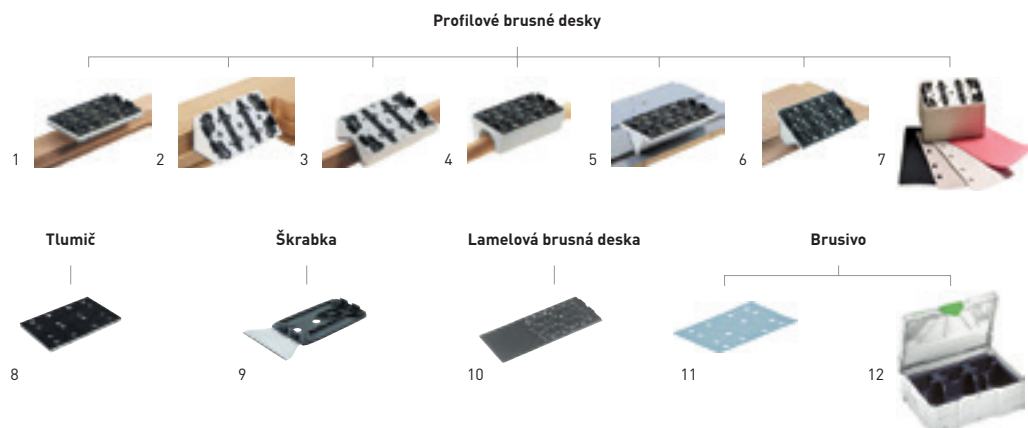 Profilové brusné desky
1 2 3 4 5 6 7
Tlumič Škrabka Lamelová brusná deska Brusivo
8 9 10 11 12